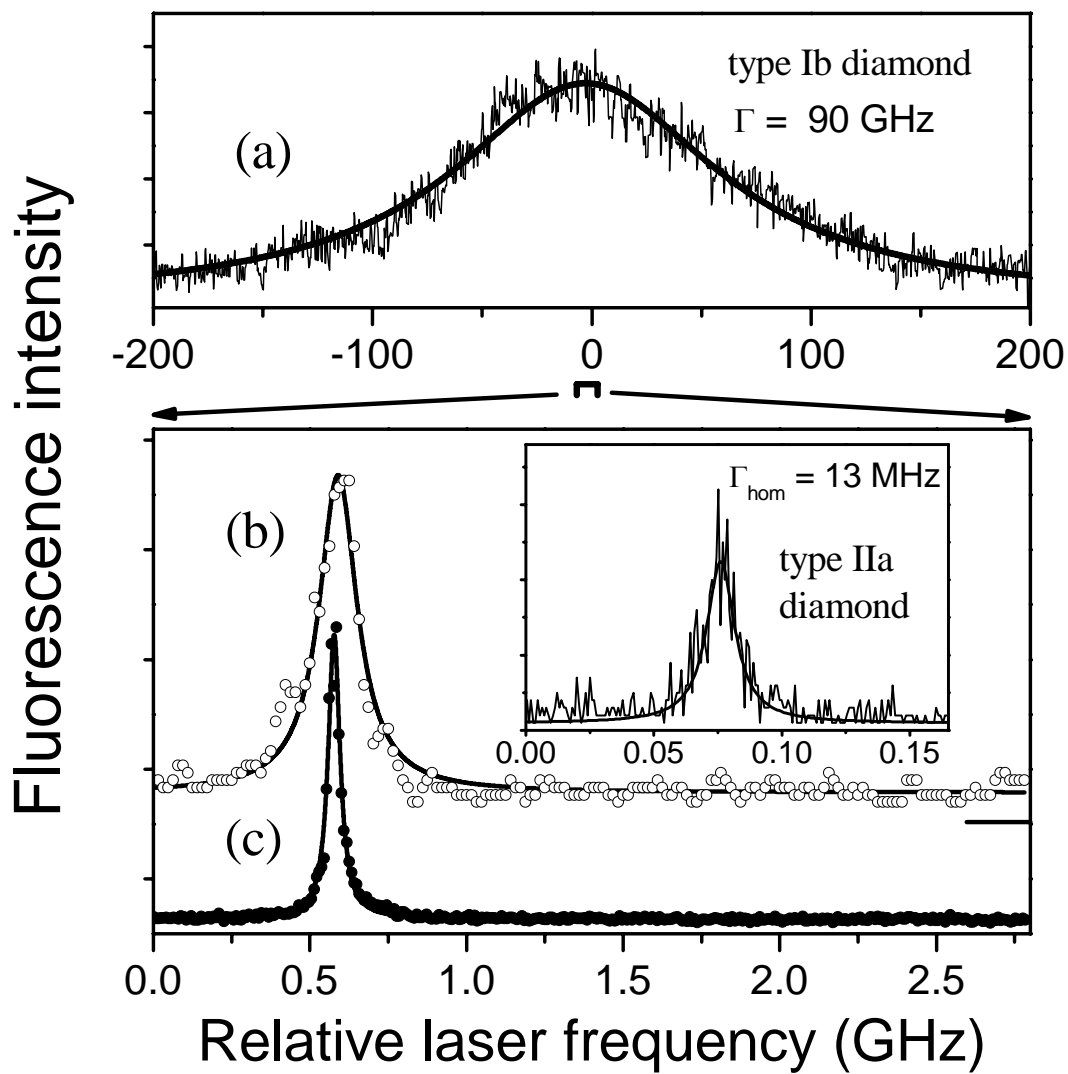 type Ib diamond
Γ = 90 GHz
(a)
-200 -100 0 100 200
Fluorescence intensity
(b)
Γhom = 13 MHz
type IIa
diamond
0.00 0.05 0.10 0.15
(c)
0.0 0.5 1.0 1.5 2.0 2.5
Relative laser frequency (GHz)